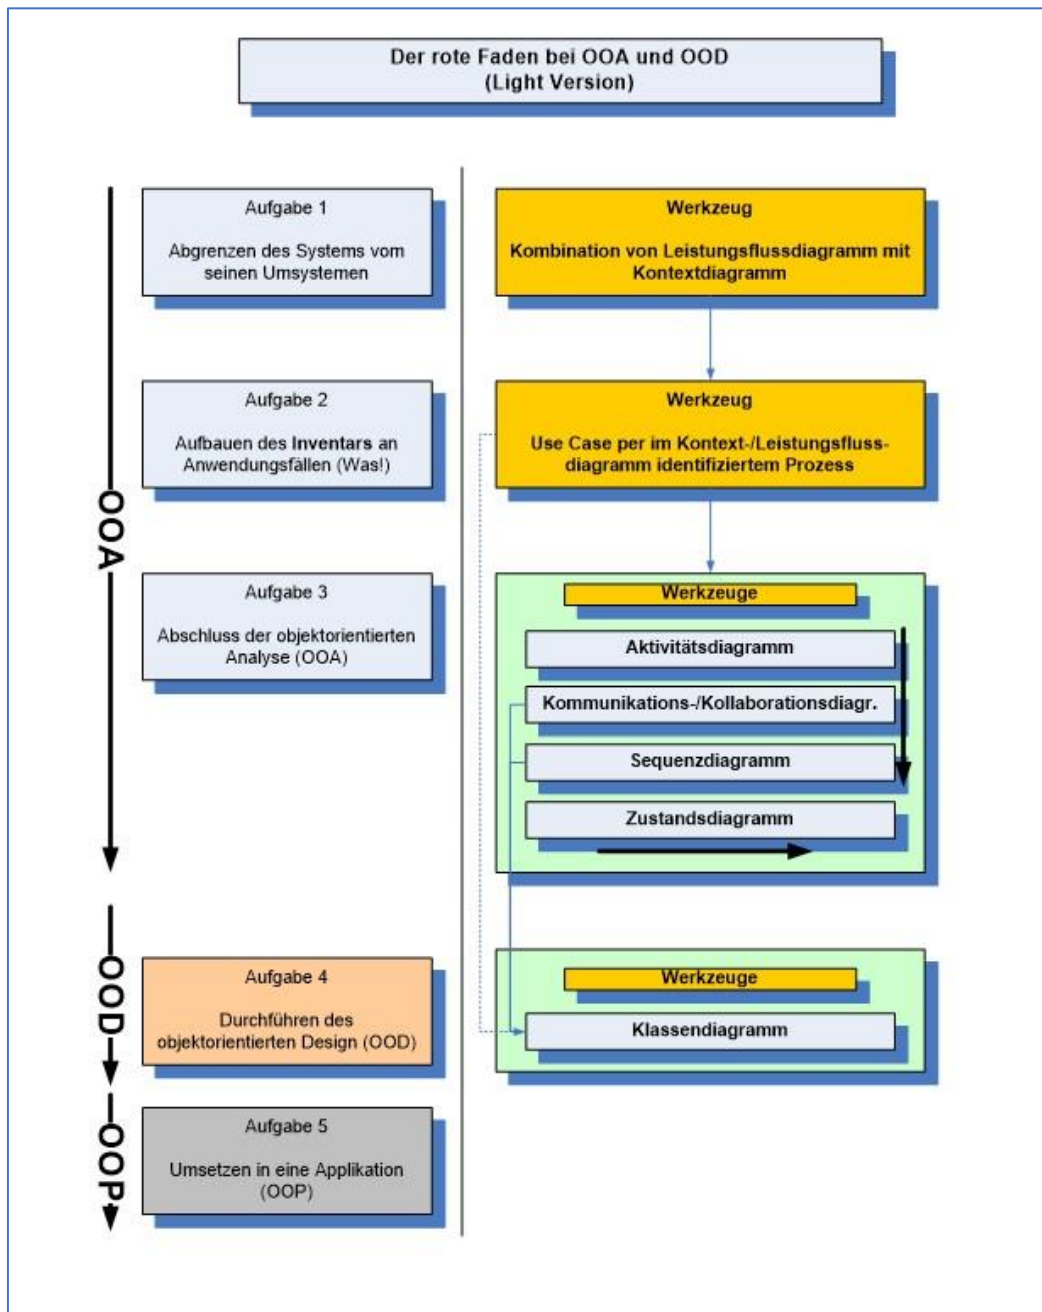 Der rote Faden bei OOA und OOD
(Light Version)
Aufgabe 1
Abgrenzen des Systems vom
seinen Umsystemen
Werkzeug
Kombination von Leistungsflussdiagramm mit
Kontextdiagramm
Aufgabe 2
Aufbauen des Inventars an
Anwendungsfällen (Was!)
Werkzeug
Use Case per im Kontext-/Leistungsfluss-
diagramm identifiziertem Prozess
OOA
Aufgabe 3
Abschluss der objektorientierten
Analyse (OOA)
Werkzeuge
Aktivitätsdiagramm
Kommunikations-/Kollaborationsdiagr.
Sequenzdiagramm
Zustandsdiagramm
OOD
Aufgabe 4
Durchführen des
objektorientierten Design (OOD)
Werkzeuge
Klassendiagramm
OOP
Aufgabe 5
Umsetzen in eine Applikation
(OOP)